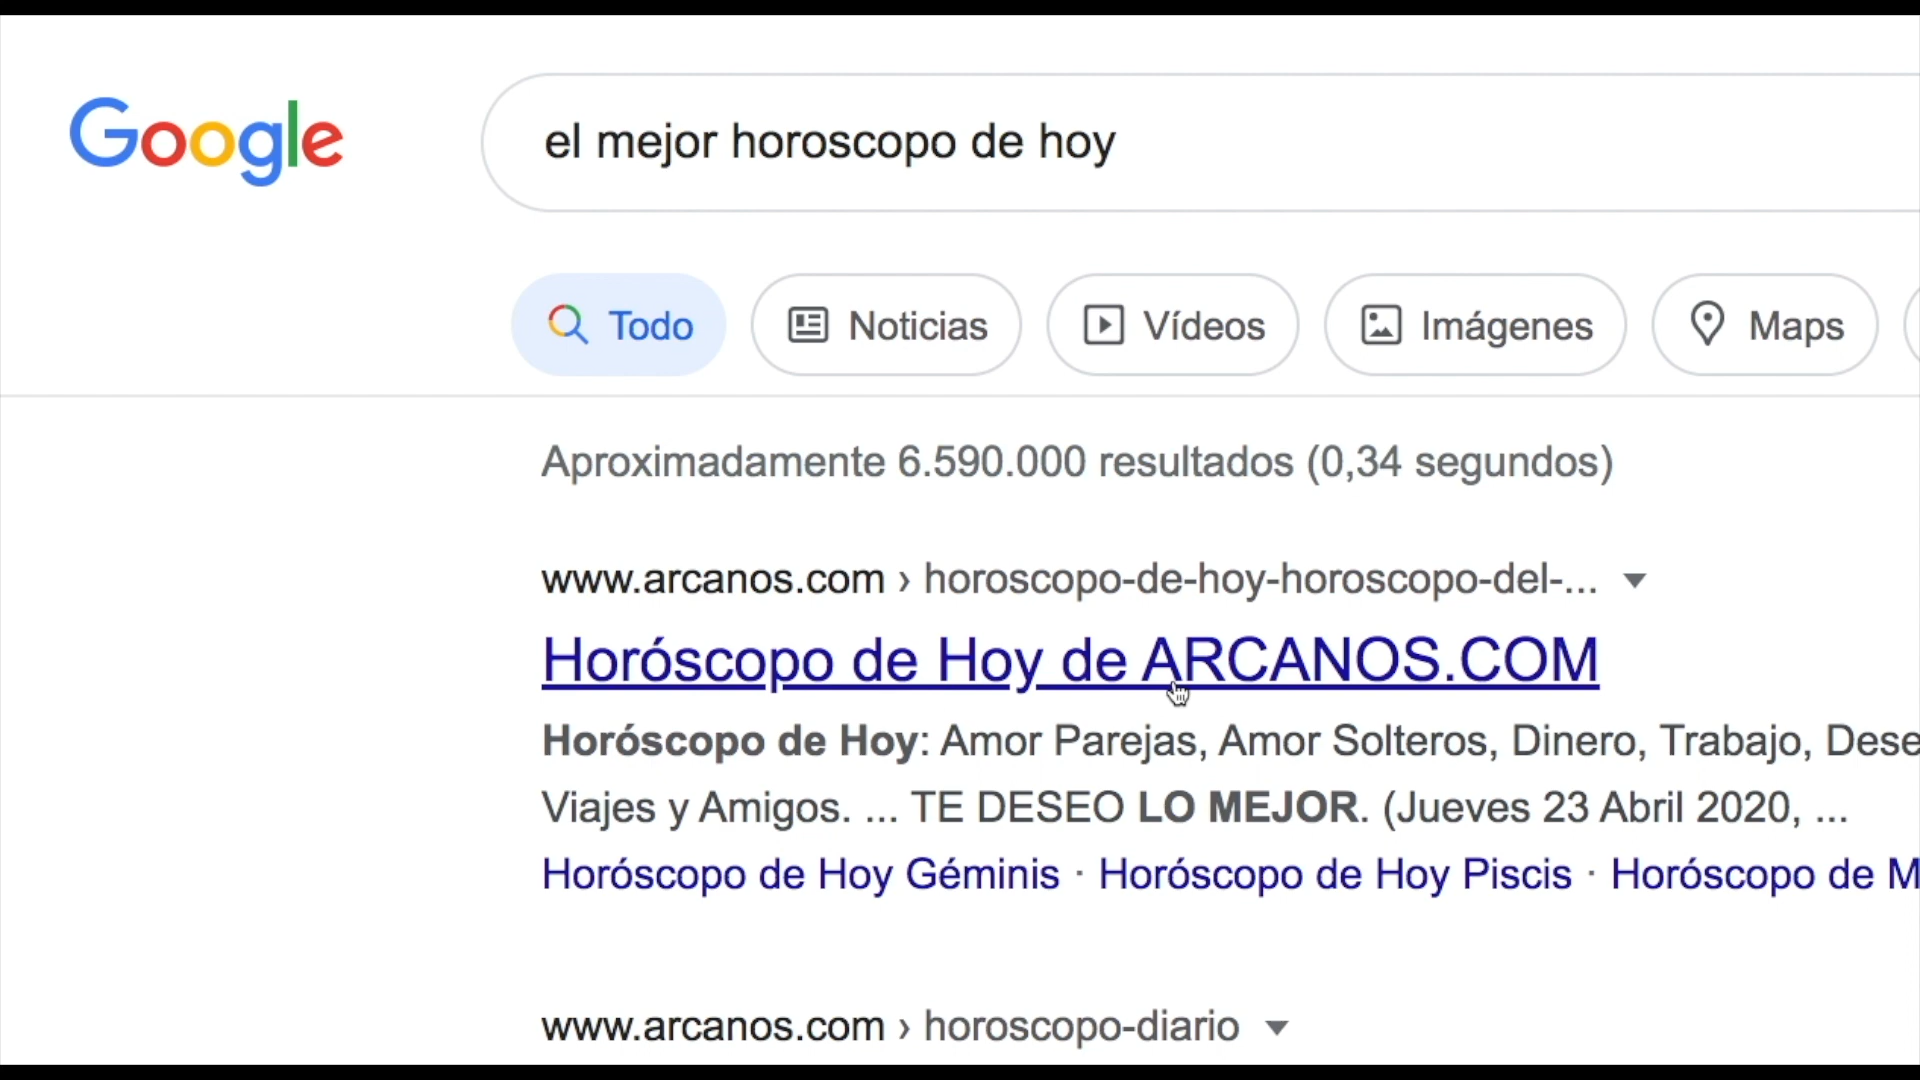 Google
el mejor horoscopo de hoy
Todo Noticias Vídeos Imágenes Maps
Aproximadamente 6.590.000 resultados (0,34 segundos)
www.arcanos.com › horoscopo-de-hoy-horoscopo-del-...
Horóscopo de Hoy de ARCANOS.COM
Horóscopo de Hoy: Amor Parejas, Amor Solteros, Dinero, Trabajo, Dese
Viajes y Amigos. ... TE DESEO LO MEJOR. (Jueves 23 Abril 2020, ...
Horóscopo de Hoy Géminis · Horóscopo de Hoy Piscis · Horóscopo de M
www.arcanos.com › horoscopo-diario